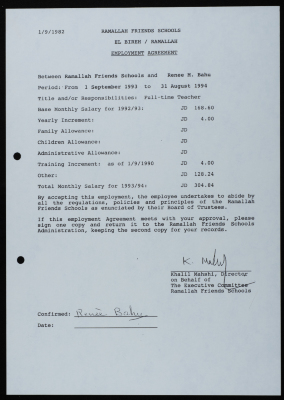 1/9/1982
RAMALLAH FRIENDS SCHOOLS
EL BIREH / RAMALLAH
EMPLOYMENT AGREEMENT
Between Ramallah Friends Schools and Renee M. Bahu
Period: From 1 September 1993 to 31 August 1994
Title and/or Responsibilities: Full-time Teacher
Base Monthly Salary for 1992/93: JD 168.60
Yearly Increment: JD 4.00
Family Allowance: JD
Children Allowance: JD
Administrative Allowance: JD
Training Increment: as of 1/9/1990 JD 4.00
Other: JD 128.24
Total Monthly Salary for 1993/94: JD 304.84
By accepting this employment, the employee undertakes to abide by
all the regulations, policies and principles of the Ramallah
Friends Schools as enunciated by their Board of Trustees.
If this employment Agreement meets with your approval, please
sign one copy and return it to the Ramallah Friends Schools
Administration, keeping the second copy for your records.
Khalil Mahshi, Director
on Behalf of
The Executive Committee
Ramallah Friends Schools
Confirmed: Renée Bahu
Date: